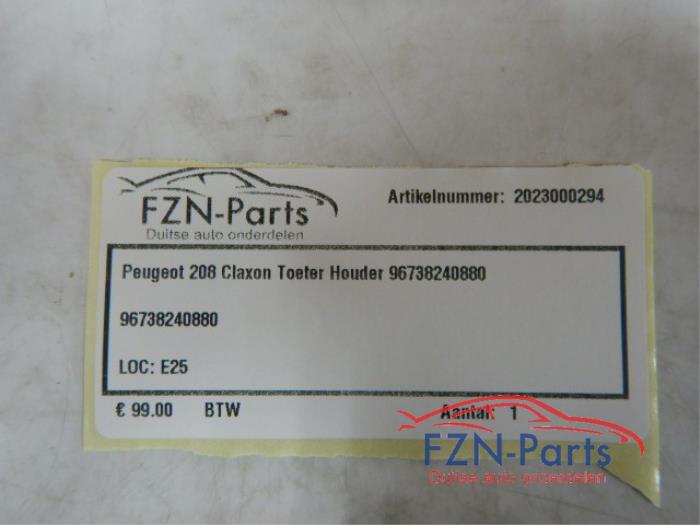 FZN-Parts
Duitse auto onderdelen
Artikelnummer: 2023000294
Peugeot 208 Claxon Toeter Houder 96738240880
96738240880
LOC: E25
€ 99.00 BTW
Aantal: 1
FZN-Parts
Duitse auto onderdelen